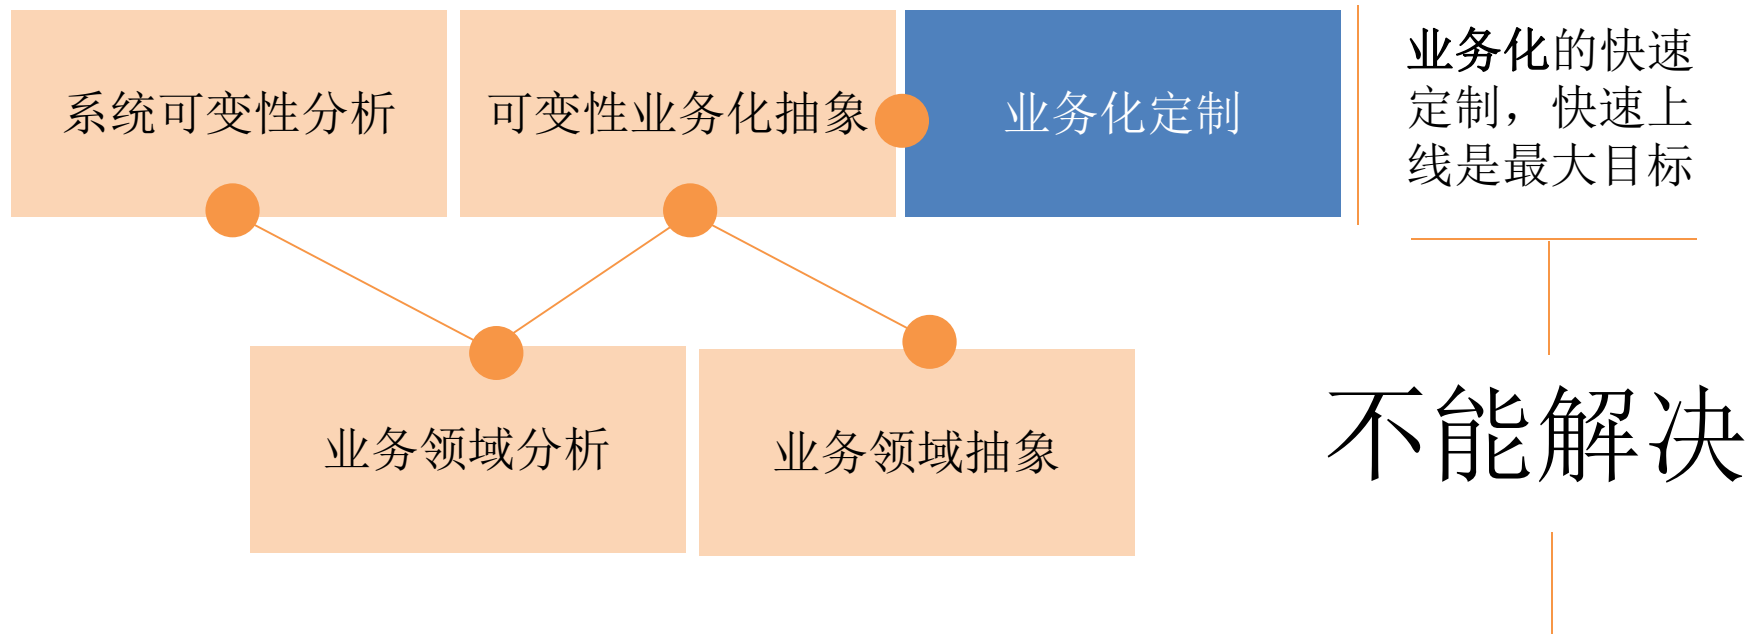 系统可变性分析
可变性业务化抽象
业务化定制
业务化的快速
定制，快速上
线是最大目标
业务领域分析
业务领域抽象
不能解决